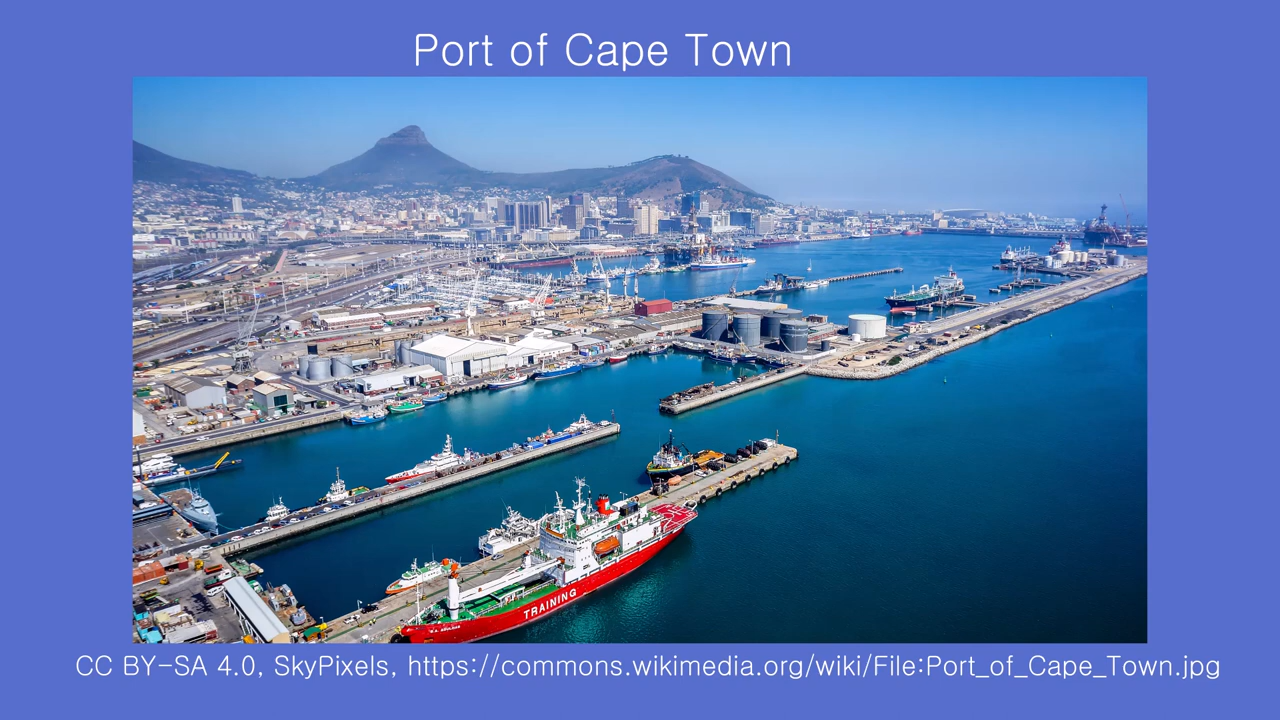 Port of Cape Town
TRAINING
S.A. AGULHAS
CC BY-SA 4.0, SkyPixels, https://commons.wikimedia.org/wiki/File:Port_of_Cape_Town.jpg